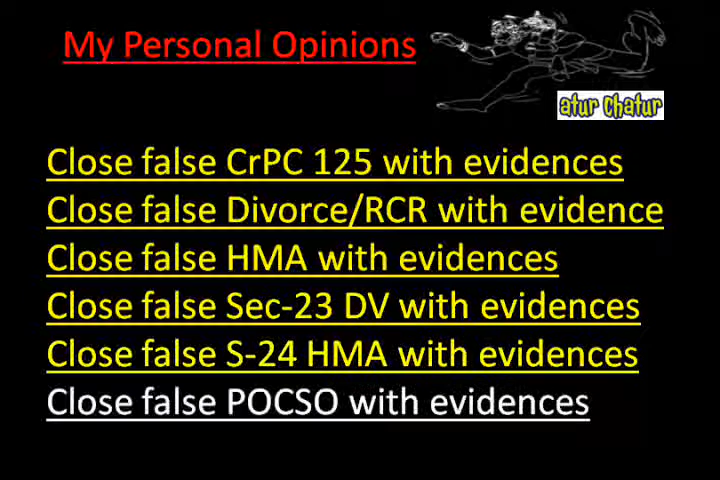 My Personal Opinions
atur Chatur
Close false CrPC 125 with evidences
Close false Divorce/RCR with evidence
Close false HMA with evidences
Close false Sec-23 DV with evidences
Close false S-24 HMA with evidences
Close false POCSO with evidences